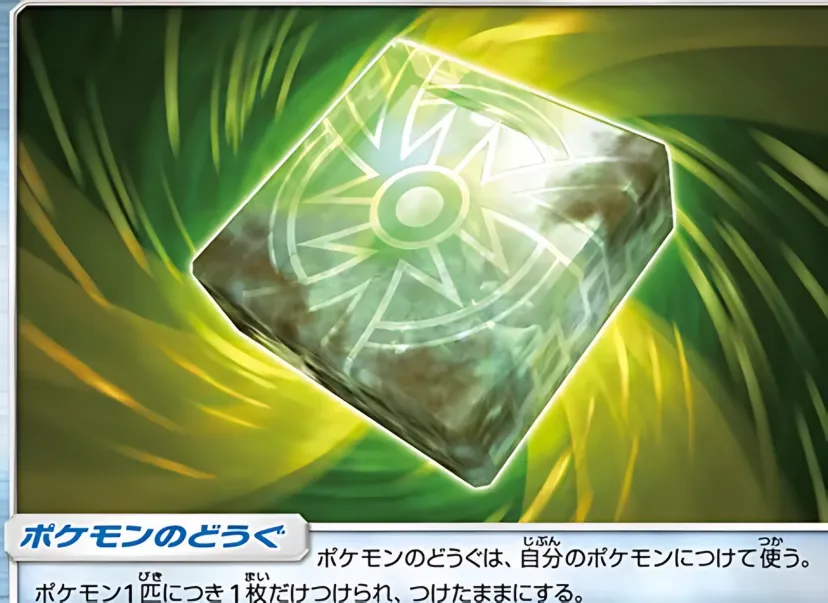 ポケモンのどうぐ
ポケモンのどうぐは、自分のポケモンにつけて使う。
ポケモン1匹につき1枚だけつけられ、つけたままにする。